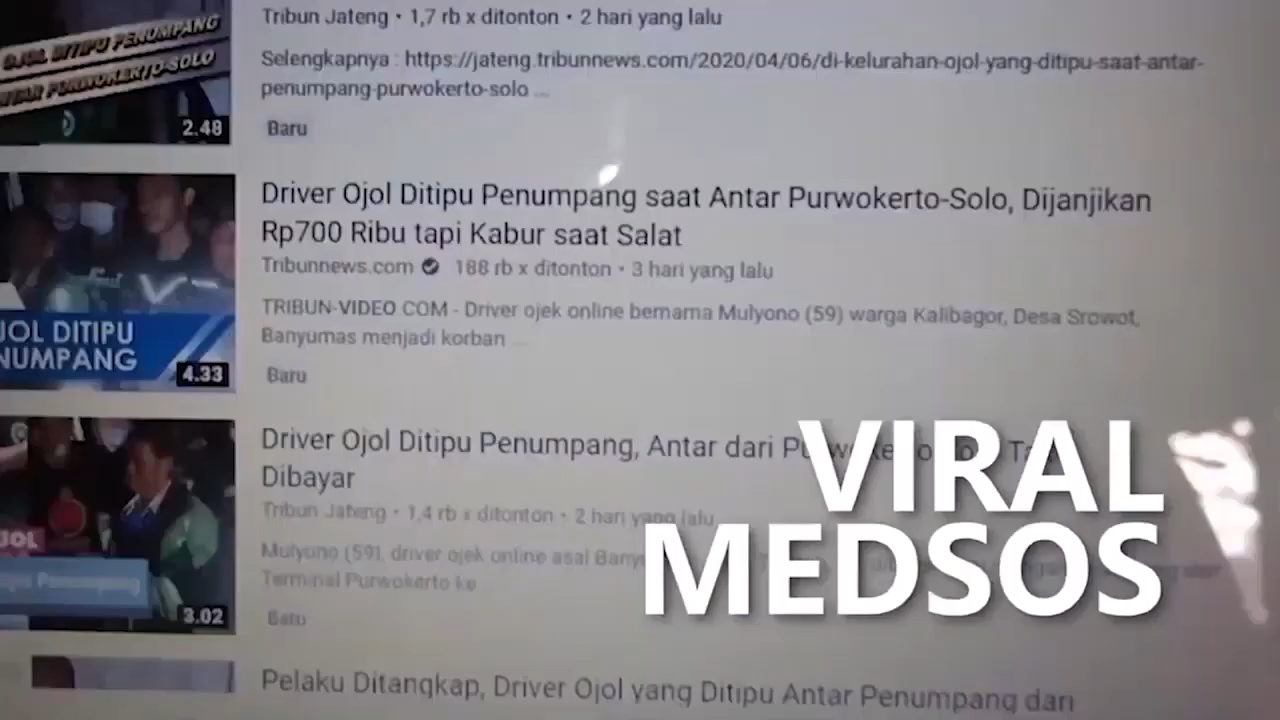 Tribun Jateng • 1,7 rb x ditonton • 2 hari yang lalu
OJOL DITIPU PENUMPANG
ANTAR PURWOKERTO-SOLO
Selengkapnya : https://jateng.tribunnews.com/2020/04/06/di-kelurahan-ojol-yang-ditipu-saat-antar-
penumpang-purwokerto-solo ...
2.48
Baru
Driver Ojol Ditipu Penumpang saat Antar Purwokerto-Solo, Dijanjikan
Rp700 Ribu tapi Kabur saat Salat
Tribunnews.com 188 rb x ditonton • 3 hari yang lalu
TRIBUN-VIDEO COM - Driver ojek online bernama Mulyono (59) warga Kalibagor, Desa Srowot,
Banyumas menjadi korban ...
JOL DITIPU
NUMPANG
4.33
Baru
Driver Ojol Ditipu Penumpang, Antar dari
Dibayar
Tribun Jateng • 1,4 rb x ditonton • 2 hari yang lalu
Mulyono (59), driver ojek online asal
Terminal Purwokerto ke
JOL
Penumpang
3.02
Baru
VIRAL
MEDSOS
Pelaku Ditangkap, Driver Ojol yang Ditipu Antar Penumpang dari